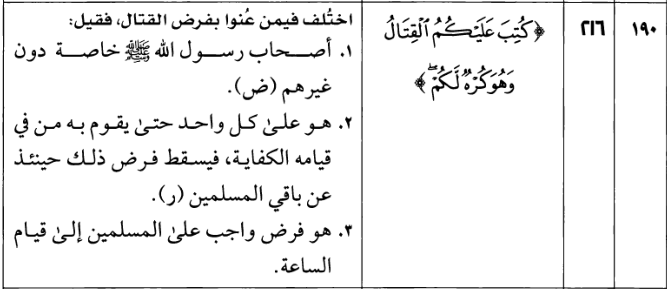 ١٩٠
٢١٦
﴿كُتِبَ عَلَيْكُمُ ٱلْقِتَالُ
وَهُوَ كُرْهٌ لَّكُمْ ۖ﴾
اختُلف فيمن عُنوا بفرض القتال، فقيل:
١. أصحاب رسول الله ﷺ خاصة دون
غيرهم (ض).
٢. هو علىٰ كل واحد حتىٰ يقوم به من في
قيامه الكفاية، فيسقط فرض ذلك حينئذ
عن باقي المسلمين (ر).
٣. هو فرض واجب علىٰ المسلمين إلىٰ قيام
الساعة.